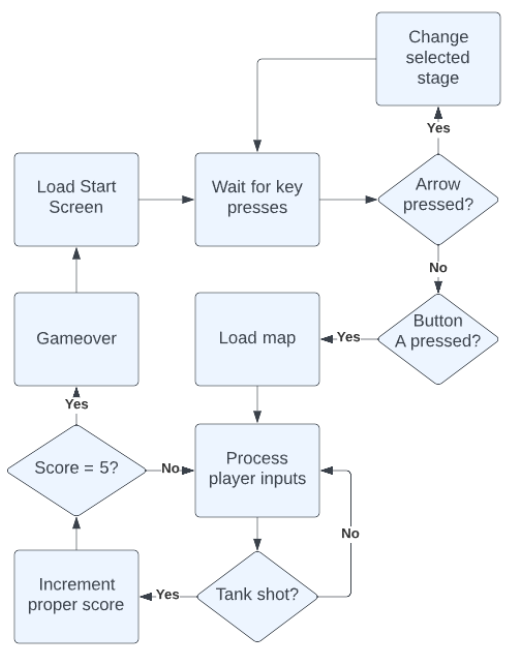 Change
selected
stage
Yes
Load Start
Screen
Wait for key
presses
Arrow
pressed?
No
Gameover
Load map
Yes
Button
A pressed?
Yes
Score = 5?
No
Process
player inputs
No
Increment
proper score
Yes
Tank shot?